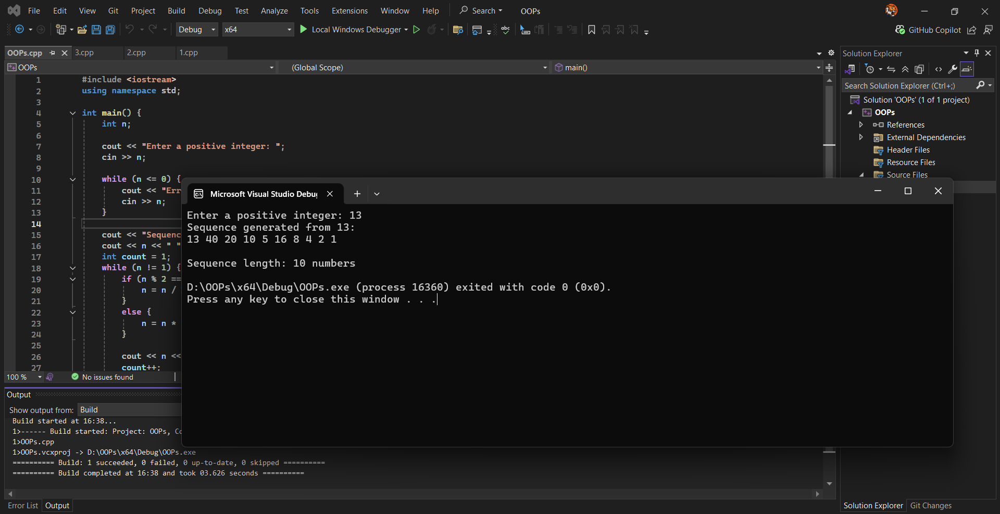 File Edit View Git Project Build Debug Test Analyze Tools Extensions Window Help Search OOPs
Debug x64 Local Windows Debugger abc GitHub Copilot
OOPs.cpp 3.cpp 2.cpp 1.cpp
OOPs (Global Scope) main()
1 #include <iostream>
2 using namespace std;
3
4 int main() {
5 int n;
6
7 cout << "Enter a positive integer: ";
8 cin >> n;
9
10 while (n <= 0) {
11 cout << "Err
12 cin >> n;
13 }
14
15 cout << "Sequenc
16 cout << n << " "
17 int count = 1;
18 while (n != 1) {
19 if (n % 2 ==
20 n = n /
21 }
22 else {
23 n = n *
24 }
25
26 cout << n <<
27 count++;
100 % No issues found
Microsoft Visual Studio Debug
Enter a positive integer: 13
Sequence generated from 13:
13 40 20 10 5 16 8 4 2 1
Sequence length: 10 numbers
D:\OOPs\x64\Debug\OOPs.exe (process 16360) exited with code 0 (0x0).
Press any key to close this window . . .
Output
Show output from: Build
Build started at 16:38...
1>------ Build started: Project: OOPs, Co
1>OOPs.cpp
1>OOPs.vcxproj -> D:\OOPs\x64\Debug\OOPs.exe
========== Build: 1 succeeded, 0 failed, 0 up-to-date, 0 skipped ==========
========== Build completed at 16:38 and took 03.626 seconds ==========
Error List Output
Solution Explorer
Search Solution Explorer (Ctrl+;)
Solution 'OOPs' (1 of 1 project)
OOPs
References
External Dependencies
Header Files
Resource Files
Source Files
Solution Explorer Git Changes